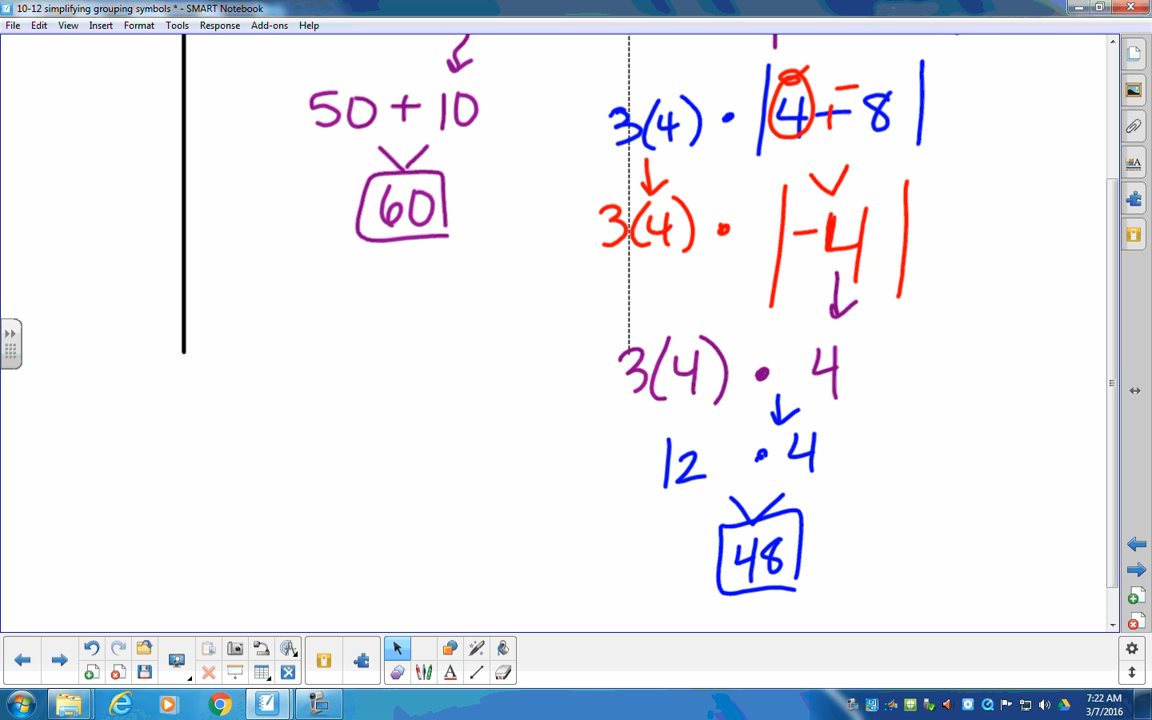 10-12 simplifying grouping symbols * - SMART Notebook
File Edit View Insert Format Tools Response Add-ons Help
50 + 10
60
3(4) • |4 + - 8|
3(4) • |-4|
3(4) • 4
12 • 4
48
7:22 AM
3/7/2016